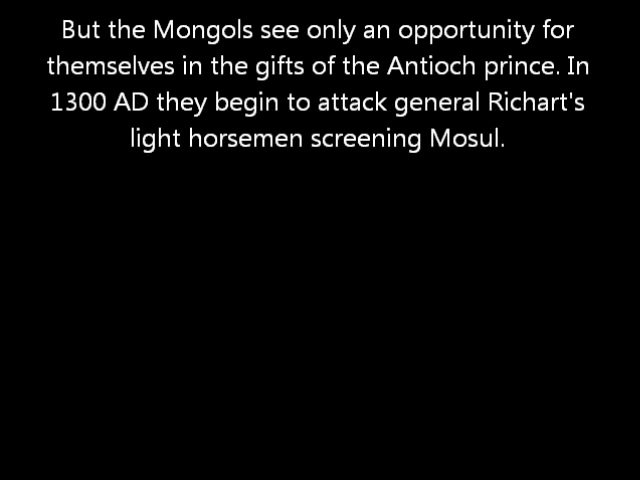 But the Mongols see only an opportunity for
themselves in the gifts of the Antioch prince. In
1300 AD they begin to attack general Richart's
light horsemen screening Mosul.